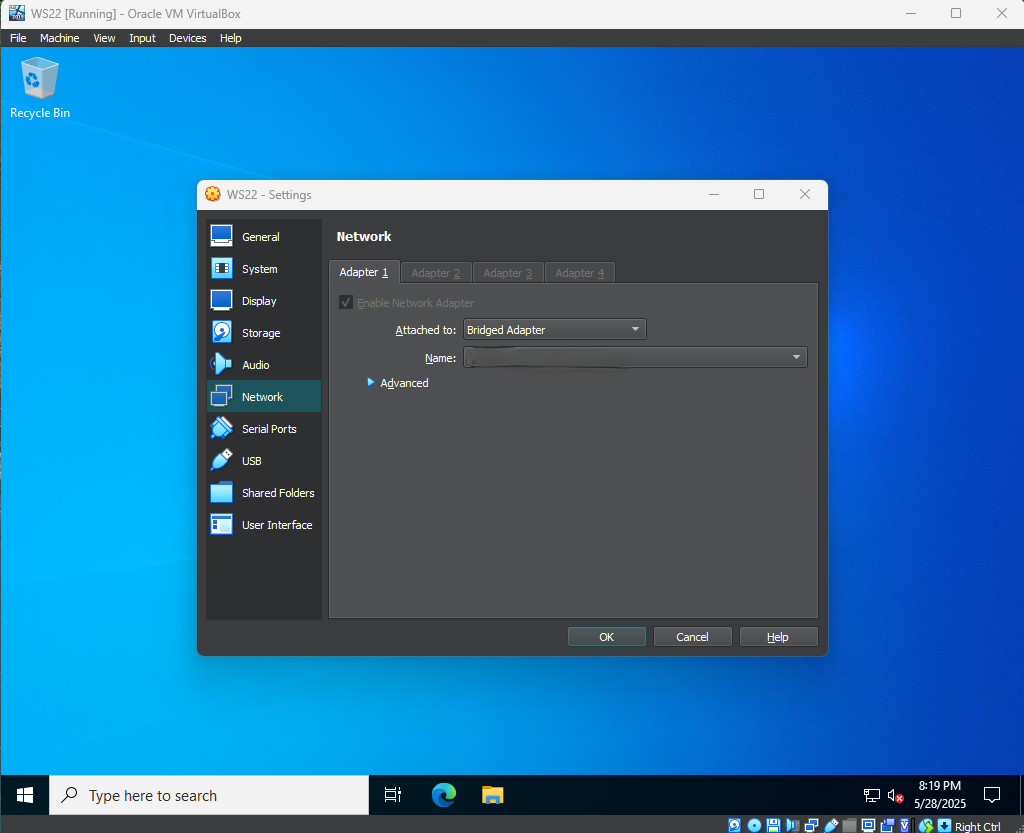 WS22 [Running] - Oracle VM VirtualBox
File Machine View Input Devices Help
Recycle Bin
WS22 - Settings
General
System
Display
Storage
Audio
Network
Serial Ports
USB
Shared Folders
User Interface
Network
Adapter 1 Adapter 2 Adapter 3 Adapter 4
Enable Network Adapter
Attached to: Bridged Adapter
Name:
Advanced
OK Cancel Help
Type here to search
8:19 PM
5/28/2025
Right Ctrl